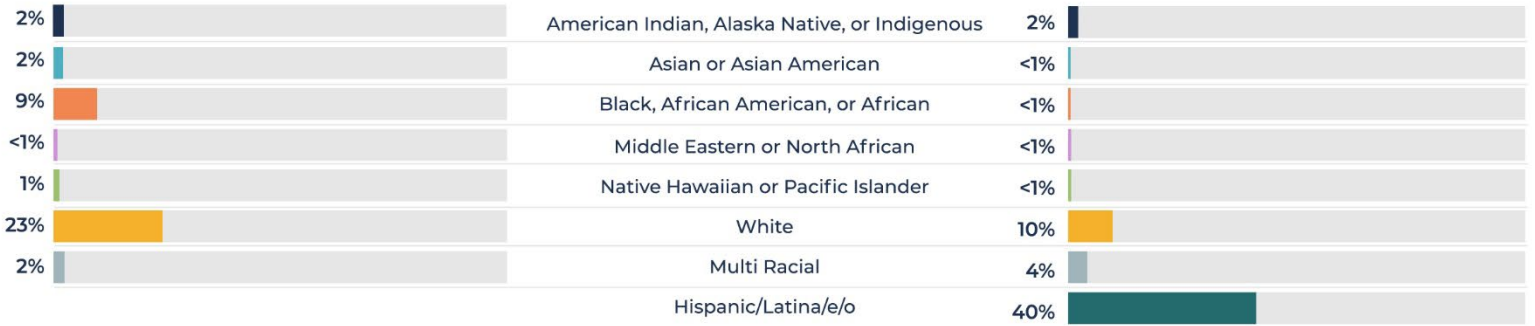 2% American Indian, Alaska Native, or Indigenous 2%
2% Asian or Asian American <1%
9% Black, African American, or African <1%
<1% Middle Eastern or North African <1%
1% Native Hawaiian or Pacific Islander <1%
23% White 10%
2% Multi Racial 4%
Hispanic/Latina/e/o 40%